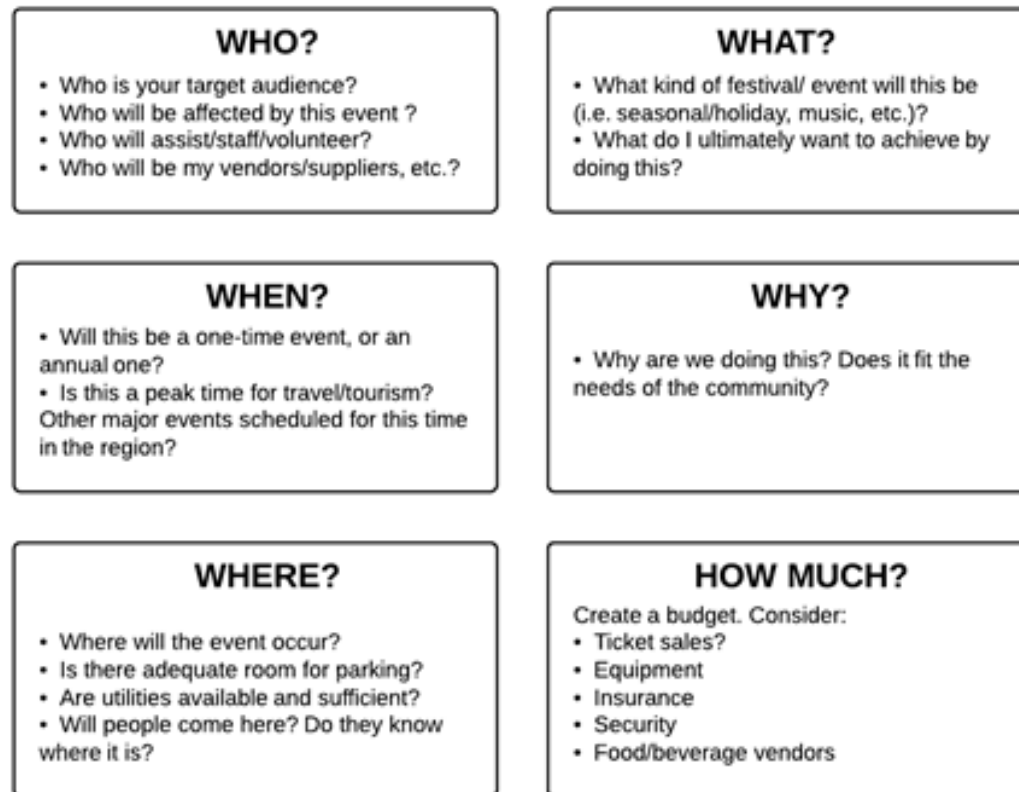 WHO?
• Who is your target audience?
• Who will be affected by this event ?
• Who will assist/staff/volunteer?
• Who will be my vendors/suppliers, etc.?
WHAT?
• What kind of festival/ event will this be
(i.e. seasonal/holiday, music, etc.)?
• What do I ultimately want to achieve by
doing this?
WHEN?
• Will this be a one-time event, or an
annual one?
• Is this a peak time for travel/tourism?
Other major events scheduled for this time
in the region?
WHY?
• Why are we doing this? Does it fit the
needs of the community?
WHERE?
• Where will the event occur?
• Is there adequate room for parking?
• Are utilities available and sufficient?
• Will people come here? Do they know
where it is?
HOW MUCH?
Create a budget. Consider:
• Ticket sales?
• Equipment
• Insurance
• Security
• Food/beverage vendors